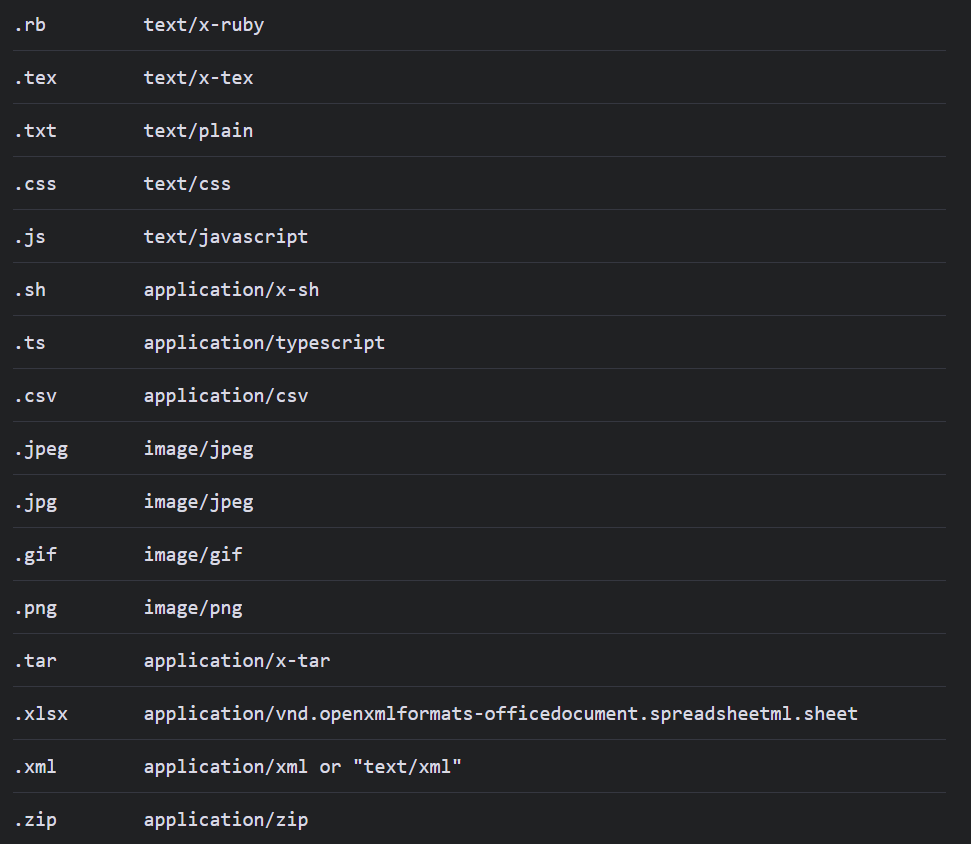 .rb text/x-ruby
.tex text/x-tex
.txt text/plain
.css text/css
.js text/javascript
.sh application/x-sh
.ts application/typescript
.csv application/csv
.jpeg image/jpeg
.jpg image/jpeg
.gif image/gif
.png image/png
.tar application/x-tar
.xlsx application/vnd.openxmlformats-officedocument.spreadsheetml.sheet
.xml application/xml or "text/xml"
.zip application/zip